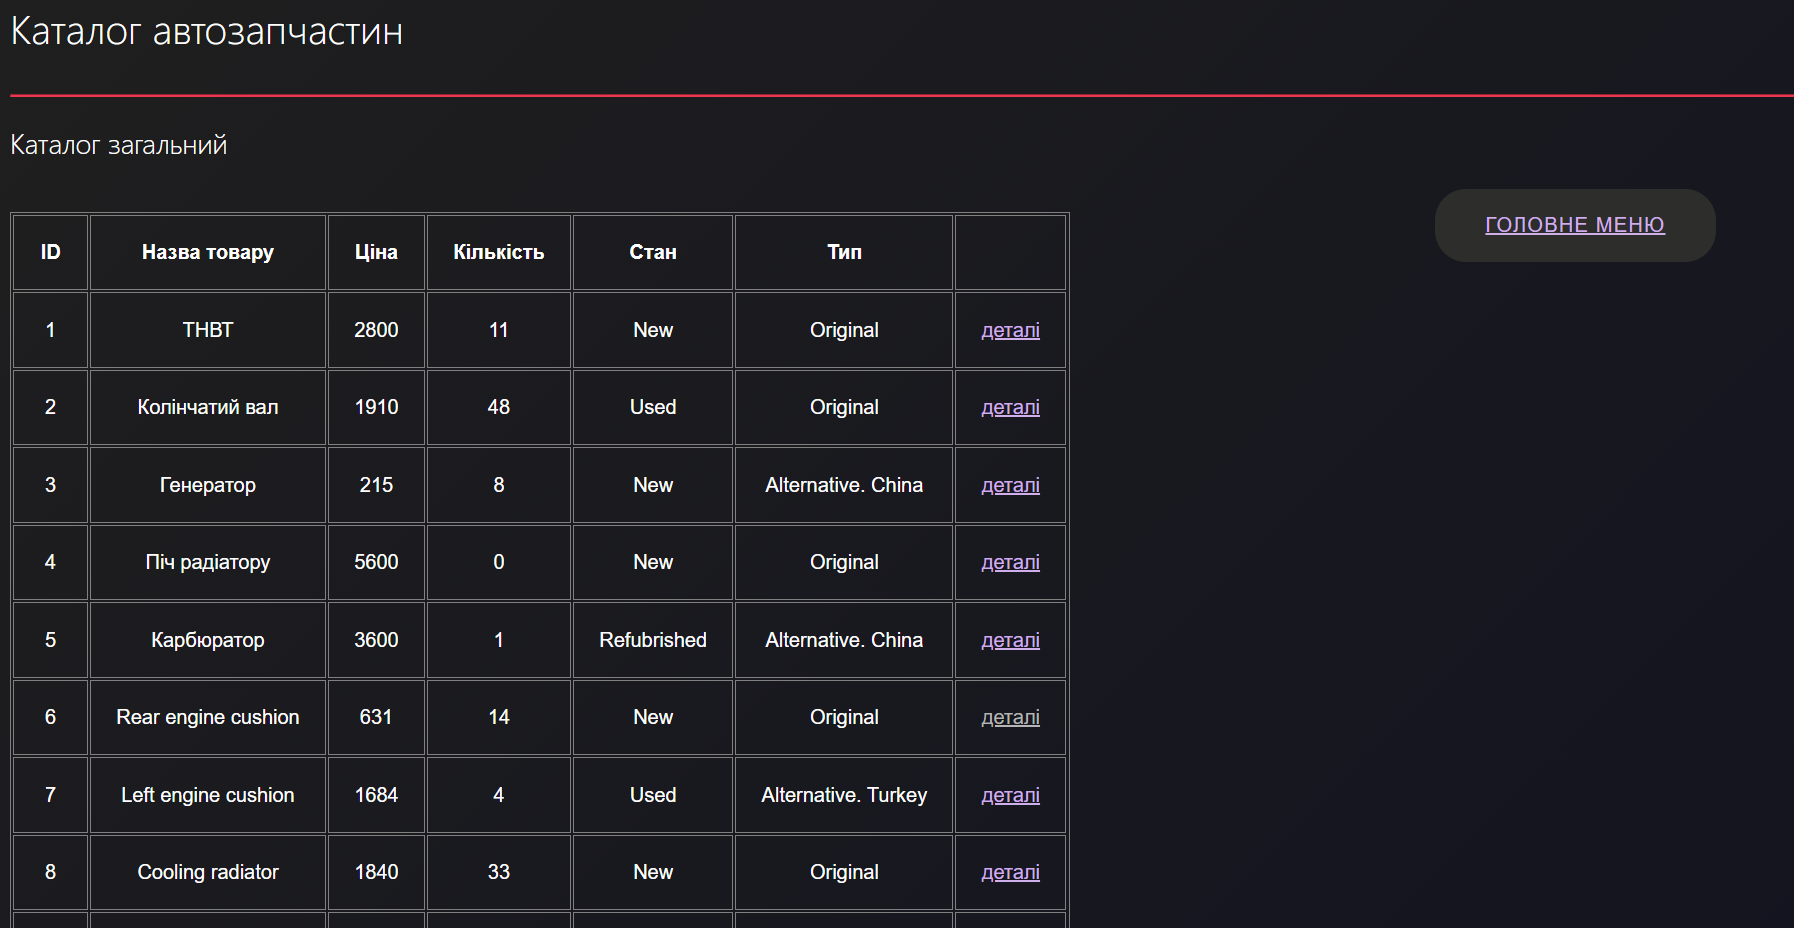 Каталог автозапчастин
Каталог загальний
ГОЛОВНЕ МЕНЮ
ID Назва товару Ціна Кількість Стан Тип
1 ТНВТ 2800 11 New Original деталі
2 Колінчатий вал 1910 48 Used Original деталі
3 Генератор 215 8 New Alternative. China деталі
4 Піч радіатору 5600 0 New Original деталі
5 Карбюратор 3600 1 Refubrished Alternative. China деталі
6 Rear engine cushion 631 14 New Original деталі
7 Left engine cushion 1684 4 Used Alternative. Turkey деталі
8 Cooling radiator 1840 33 New Original деталі